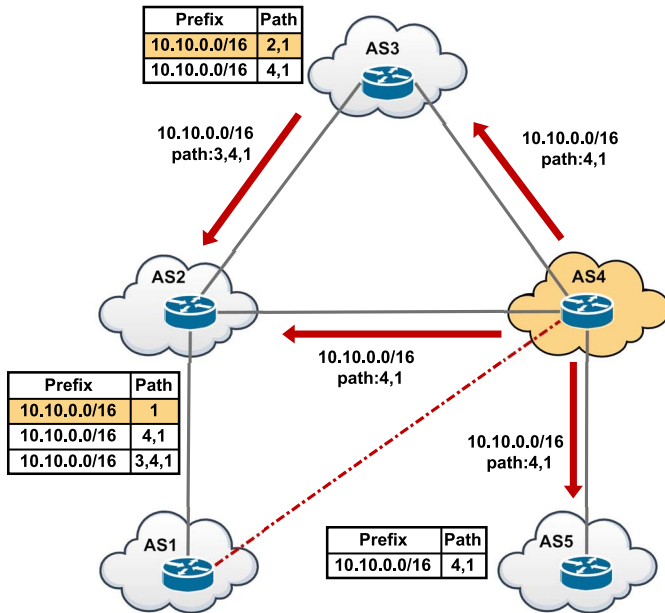 Prefix Path
10.10.0.0/16 2,1
10.10.0.0/16 4,1
AS3
10.10.0.0/16
path:3,4,1
10.10.0.0/16
path:4,1
AS2
AS4
10.10.0.0/16
path:4,1
Prefix Path
10.10.0.0/16 1
10.10.0.0/16 4,1
10.10.0.0/16 3,4,1
10.10.0.0/16
path:4,1
AS1
Prefix Path
10.10.0.0/16 4,1
AS5